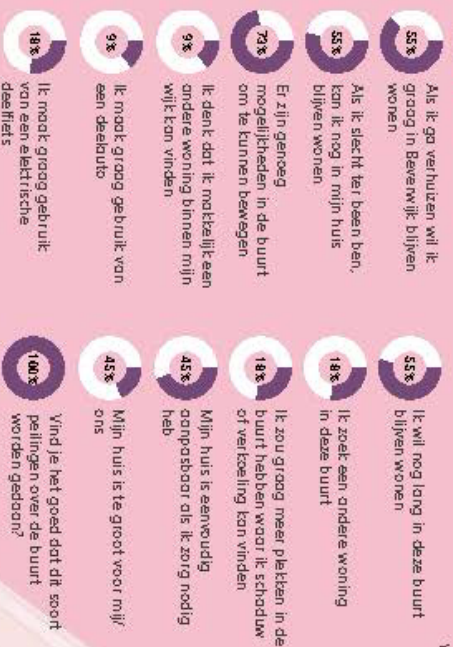 55%
Als ik ga verhuizen wil ik
graag in Beverwijk blijven
wonen
55%
Als ik slecht ter been ben,
kan ik nog in mijn huis
blijven wonen
73%
Er zijn genoeg
mogelijkheden in de buurt
om te kunnen bewegen
9%
Ik denk dat ik makkelijk een
andere woning binnen mijn
wijk kan vinden
9%
Ik maak graag gebruik van
een deelauto
18%
Ik maak graag gebruik
van een elektrische
deelfiets
55%
Ik wil nog lang in deze buurt
blijven wonen
18%
Ik zoek een andere woning
in deze buurt
18%
Ik zou graag meer plekken in de
buurt hebben waar ik schaduw
of verkoeling kan vinden
45%
Mijn huis is eenvoudig
aanpasbaar als ik zorg nodig
heb
45%
Mijn huis is te groot voor mij/
ons
100%
Vind je het goed dat dit soort
peilingen over de buurt
worden gedaan?